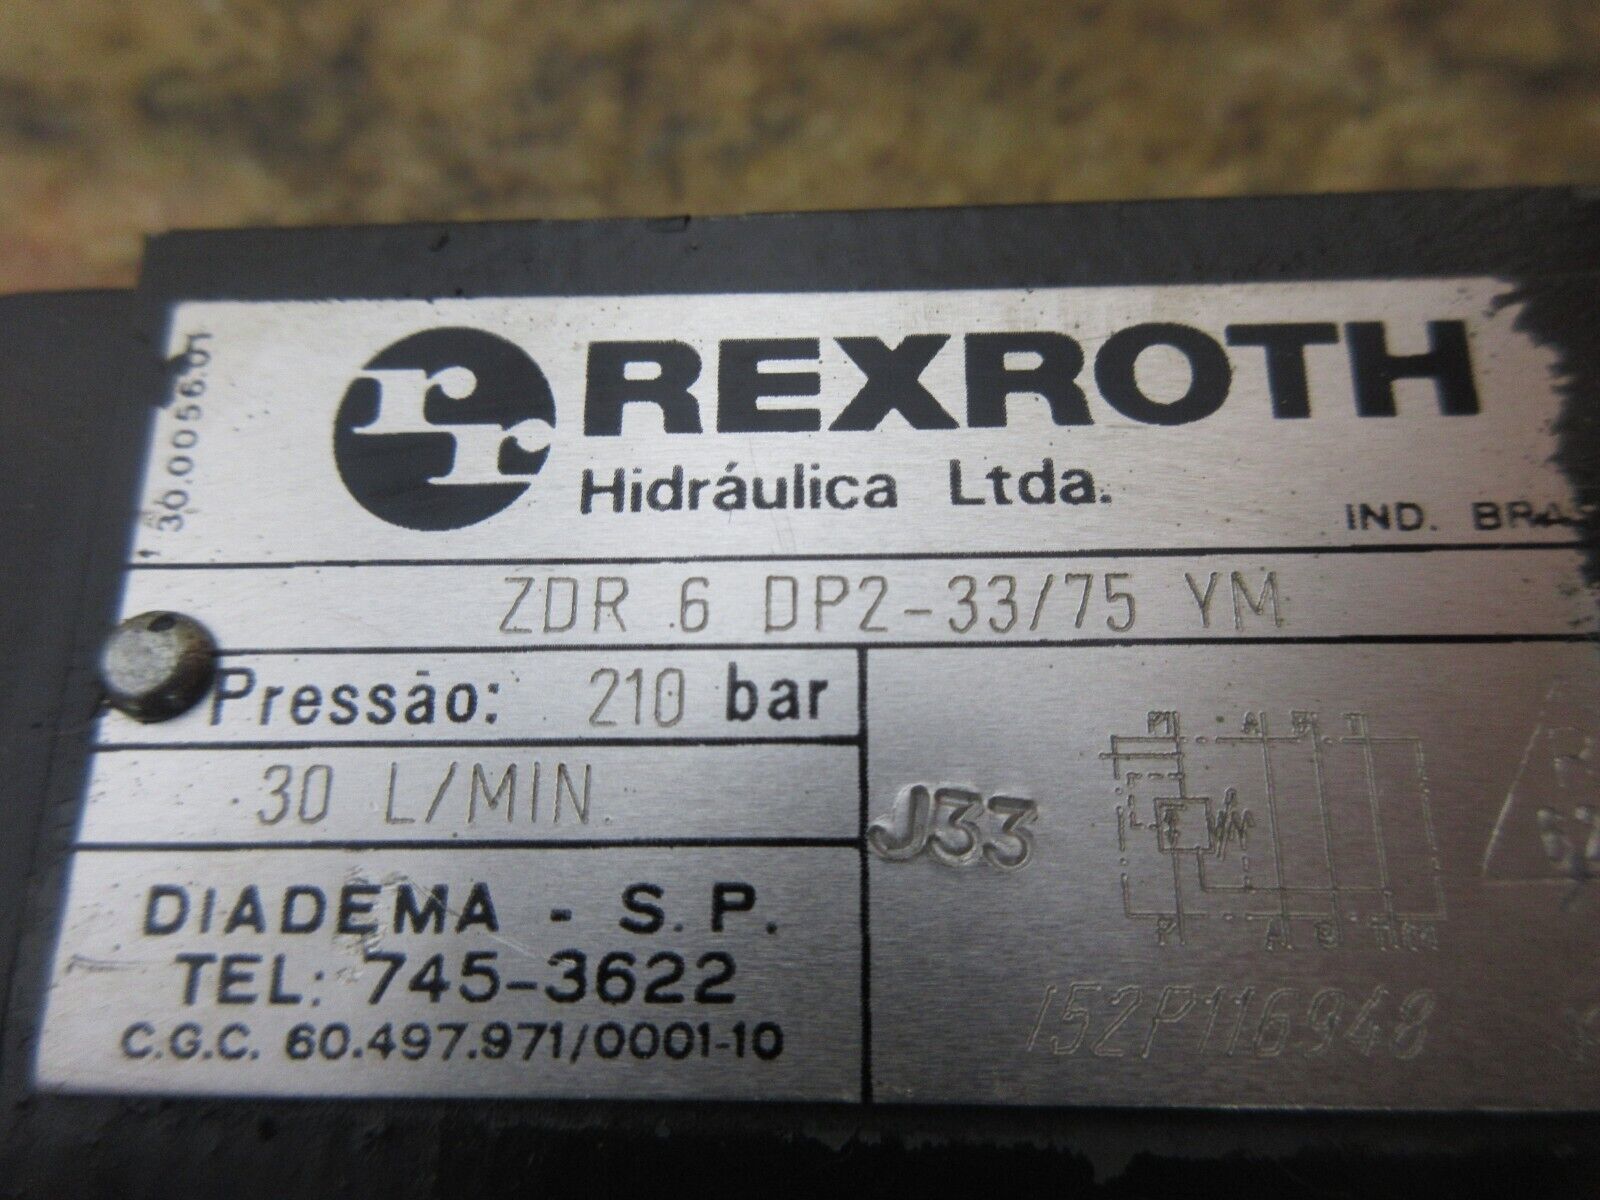 30.0056.01
rr
REXROTH
Hidráulica Ltda.
IND.
ZDR 6 DP2-33/75 YM
Pressão: 210 bar
30 L/MIN.
J33
A
DIADEMA - S.P.
TEL: 745-3622
C.G.C. 60.497.971/0001-10
152P116948